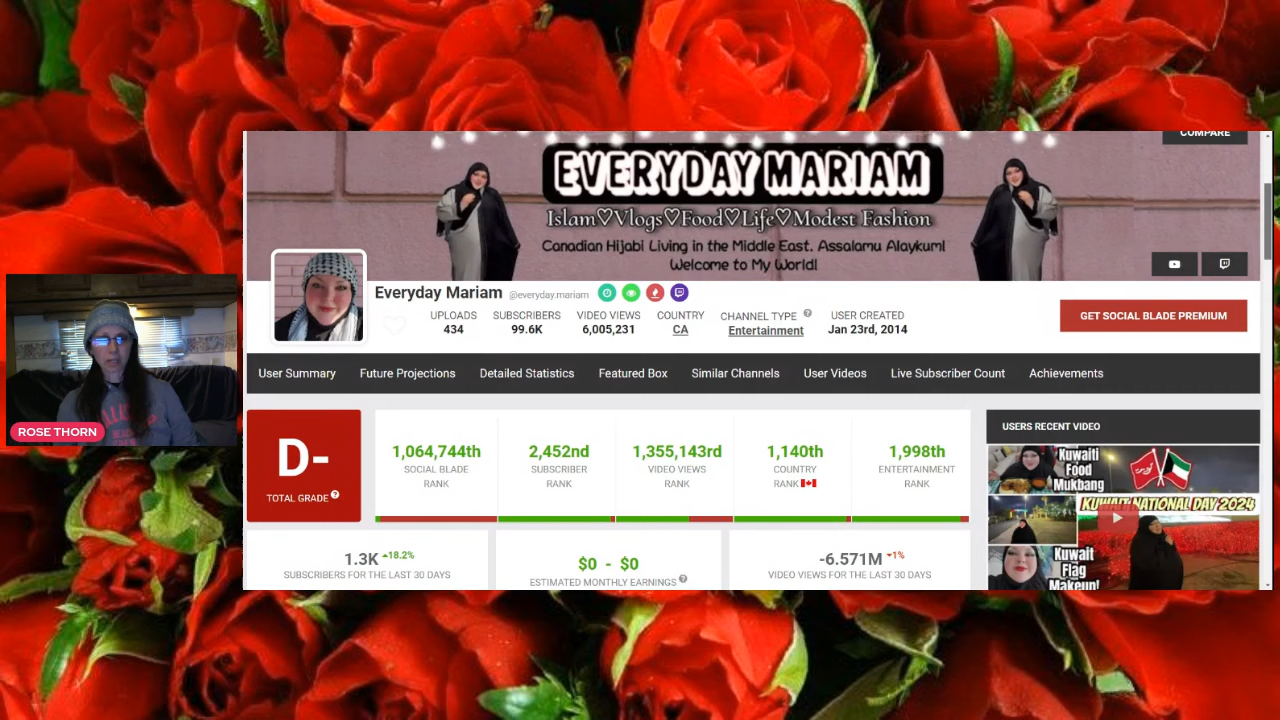 COMPARE
EVERYDAY MARIAM
Islam♡Vlogs♡Food♡Life♡Modest Fashion
Canadian Hijabi Living in the Middle East. Assalamu Alaykum!
Welcome to My World!
Everyday Mariam @everyday.mariam
UPLOADS
434
SUBSCRIBERS
99.6K
VIDEO VIEWS
6,005,231
COUNTRY
CA
CHANNEL TYPE ?
Entertainment
USER CREATED
Jan 23rd, 2014
GET SOCIAL BLADE PREMIUM
User Summary
Future Projections
Detailed Statistics
Featured Box
Similar Channels
User Videos
Live Subscriber Count
Achievements
D-
TOTAL GRADE ?
1,064,744th
SOCIAL BLADE
RANK
2,452nd
SUBSCRIBER
RANK
1,355,143rd
VIDEO VIEWS
RANK
1,140th
COUNTRY
RANK
1,998th
ENTERTAINMENT
RANK
USERS RECENT VIDEO
Kuwaiti
Food
Mukbang
KUWAIT NATIONAL DAY 2024
Kuwait
Flag
Makeup!
1.3K 18.2%
SUBSCRIBERS FOR THE LAST 30 DAYS
$0 - $0
ESTIMATED MONTHLY EARNINGS ?
-6.571M -1%
VIDEO VIEWS FOR THE LAST 30 DAYS
ROSE THORN